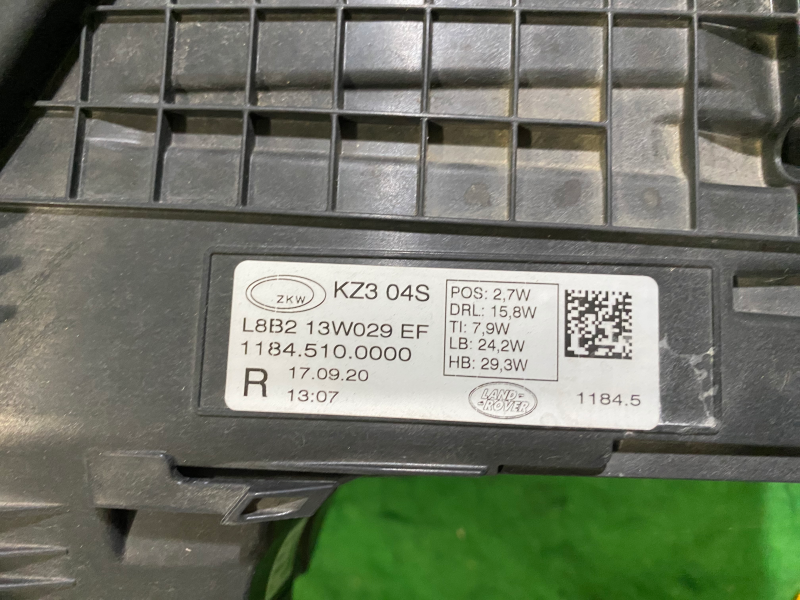 ZKW
KZ3 04S
L8B2 13W029 EF
1184.510.0000
R
17.09.20
13:07
POS: 2,7W
DRL: 15,8W
TI: 7,9W
LB: 24,2W
HB: 29,3W
LAND-
ROVER
1184.5